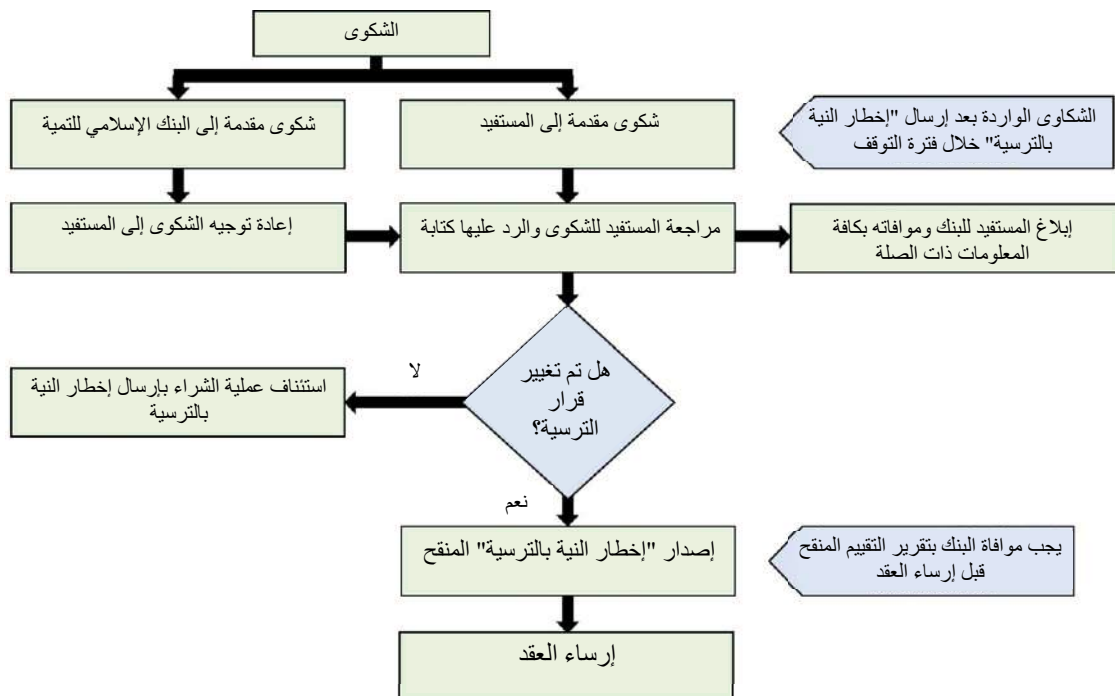 الشكوى
شكوى مقدمة إلى البنك الإسلامي للتمية
شكوى مقدمة إلى المستفيد
الشكاوى الواردة بعد إرسال "إخطار النية
بالترسية" خلال فترة التوقف
إعادة توجيه الشكوى إلى المستفيد
مراجعة المستفيد للشكوى والرد عليها كتابة
إبلاغ المستفيد للبنك وموافاته بكافة
المعلومات ذات الصلة
هل تم تغيير
قرار
الترسية؟
لا
استئناف عملية الشراء بإرسال إخطار النية
بالترسية
نعم
إصدار "إخطار النية بالترسية" المنقح
يجب موافاة البنك بتقرير التقييم المنقح
قبل إرساء العقد
إرساء العقد